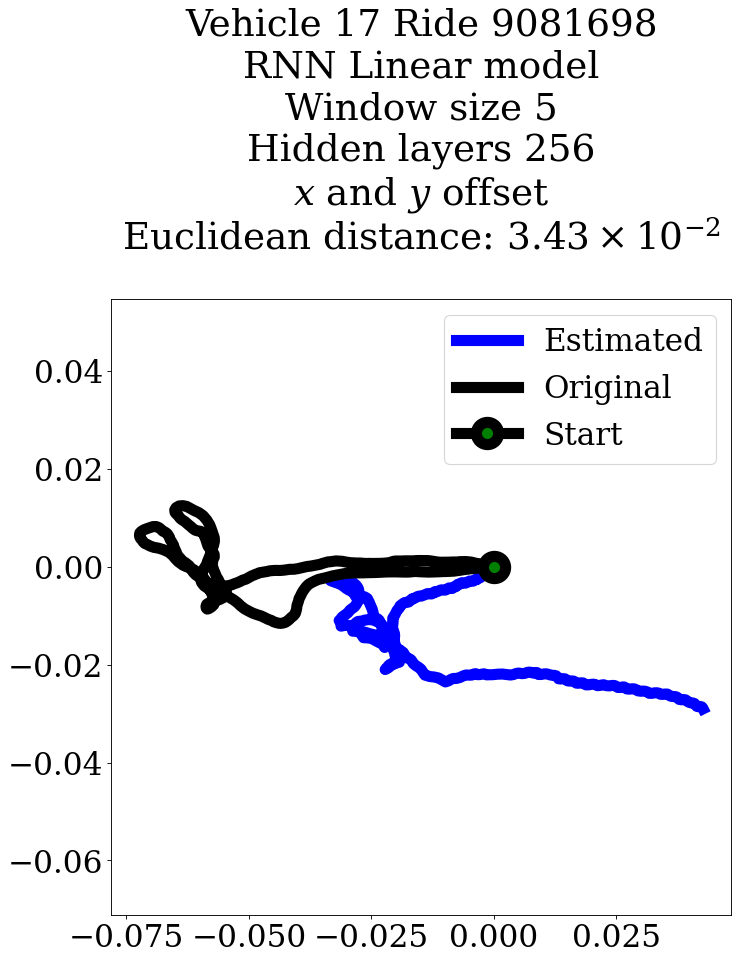 Vehicle 17 Ride 9081698
RNN Linear model
Window size 5
Hidden layers 256
x and y offset
Euclidean distance: 3.43 × 10⁻²
Estimated
Original
Start
0.04
0.02
0.00
−0.02
−0.04
−0.06
−0.075 −0.050 −0.025 0.000 0.025